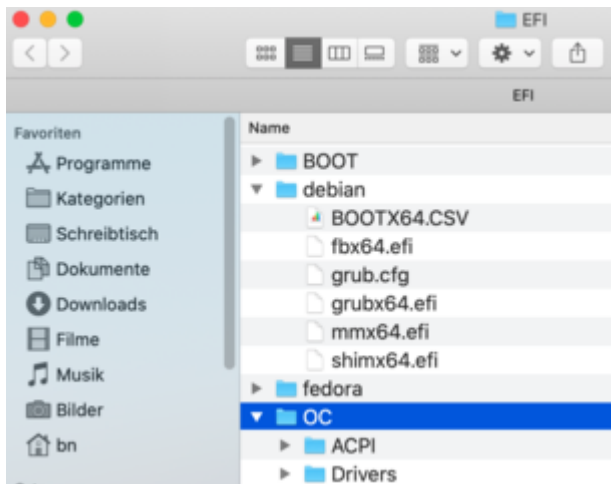 EFI
EFI
Favoriten
Programme
Kategorien
Schreibtisch
Dokumente
Downloads
Filme
Musik
Bilder
bn
Name
BOOT
debian
BOOTX64.CSV
fbx64.efi
grub.cfg
grubx64.efi
mmx64.efi
shimx64.efi
fedora
OC
ACPI
Drivers